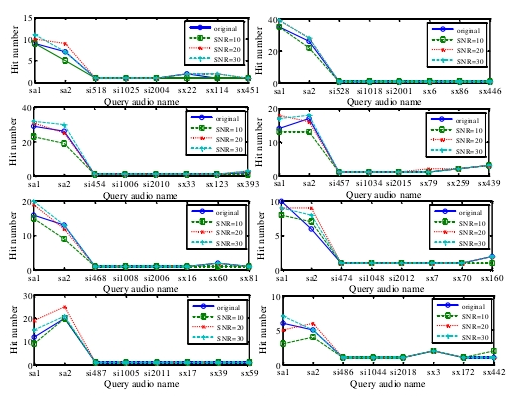 15
10
5
0
Hit number
original
SNR=10
SNR=20
SNR=30
sa1 sa2 si518 si1025 si2004 sx22 sx114 sx451
Query audio name
40
20
0
Hit number
original
SNR=10
SNR=20
SNR=30
sa1 sa2 si528 si1018 si2001 sx6 sx86 sx446
Query audio name
40
20
0
Hit number
original
SNR=10
SNR=20
SNR=30
sa1 sa2 si454 si1006 si2010 sx33 sx123 sx393
Query audio name
20
10
0
Hit number
original
SNR=10
SNR=20
SNR=30
sa1 sa2 si457 si1034 si2015 sx79 sx259 sx439
Query audio name
20
10
0
Hit number
original
SNR=10
SNR=20
SNR=30
sa1 sa2 si468 si1008 si2006 sx16 sx60 sx81
Query audio name
10
5
0
Hit number
original
SNR=10
SNR=20
SNR=30
sa1 sa2 si474 si1048 si2012 sx7 sx70 sx160
Query audio name
30
20
10
0
Hit number
original
SNR=10
SNR=20
SNR=30
sa1 sa2 si487 si1005 si2011 sx17 sx39 sx59
Query audio name
10
5
0
Hit number
original
SNR=10
SNR=20
SNR=30
sa1 sa2 si486 si1044 si2018 sx3 sx172 sx442
Query audio name